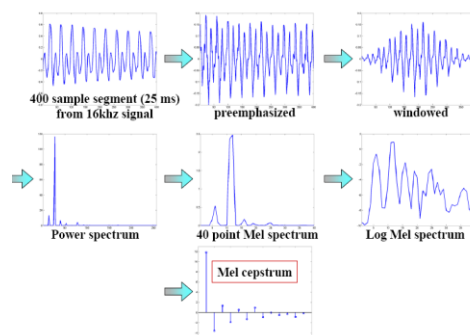 400 sample segment (25 ms)
from 16khz signal
preemphasized
windowed
Power spectrum
40 point Mel spectrum
Log Mel spectrum
Mel cepstrum